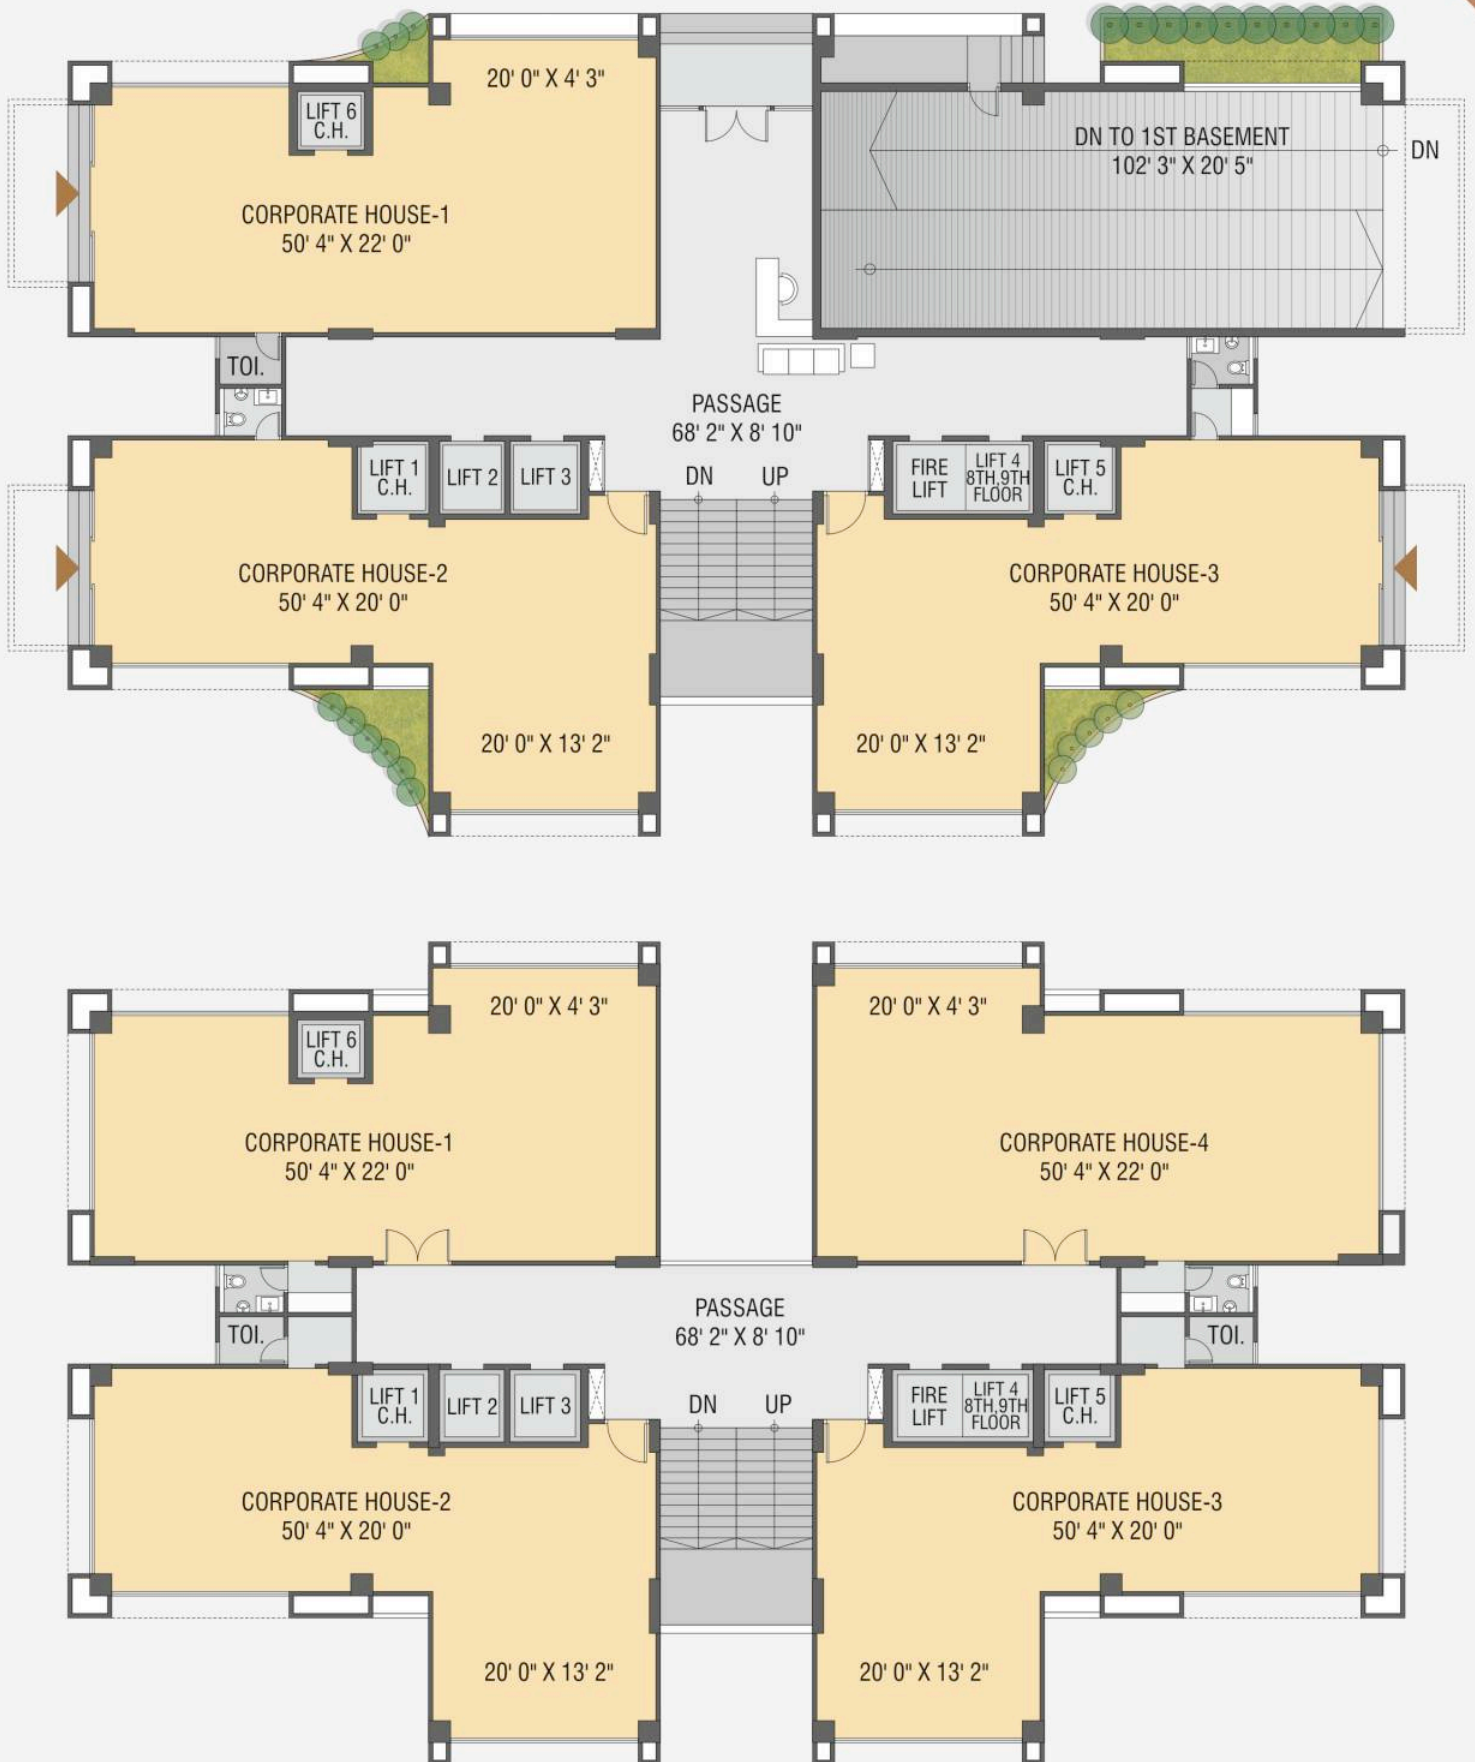 20' 0" X 4' 3"
LIFT 6
C.H.
DN TO 1ST BASEMENT
102' 3" X 20' 5"
DN
CORPORATE HOUSE-1
50' 4" X 22' 0"
TOI.
PASSAGE
68' 2" X 8' 10"
LIFT 1
C.H.
LIFT 2
LIFT 3
DN
UP
FIRE
LIFT
LIFT 4
8TH,9TH
FLOOR
LIFT 5
C.H.
CORPORATE HOUSE-2
50' 4" X 20' 0"
CORPORATE HOUSE-3
50' 4" X 20' 0"
20' 0" X 13' 2"
20' 0" X 13' 2"
20' 0" X 4' 3"
20' 0" X 4' 3"
LIFT 6
C.H.
CORPORATE HOUSE-1
50' 4" X 22' 0"
CORPORATE HOUSE-4
50' 4" X 22' 0"
PASSAGE
68' 2" X 8' 10"
TOI.
TOI.
LIFT 1
C.H.
LIFT 2
LIFT 3
DN
UP
FIRE
LIFT
LIFT 4
8TH,9TH
FLOOR
LIFT 5
C.H.
CORPORATE HOUSE-2
50' 4" X 20' 0"
CORPORATE HOUSE-3
50' 4" X 20' 0"
20' 0" X 13' 2"
20' 0" X 13' 2"